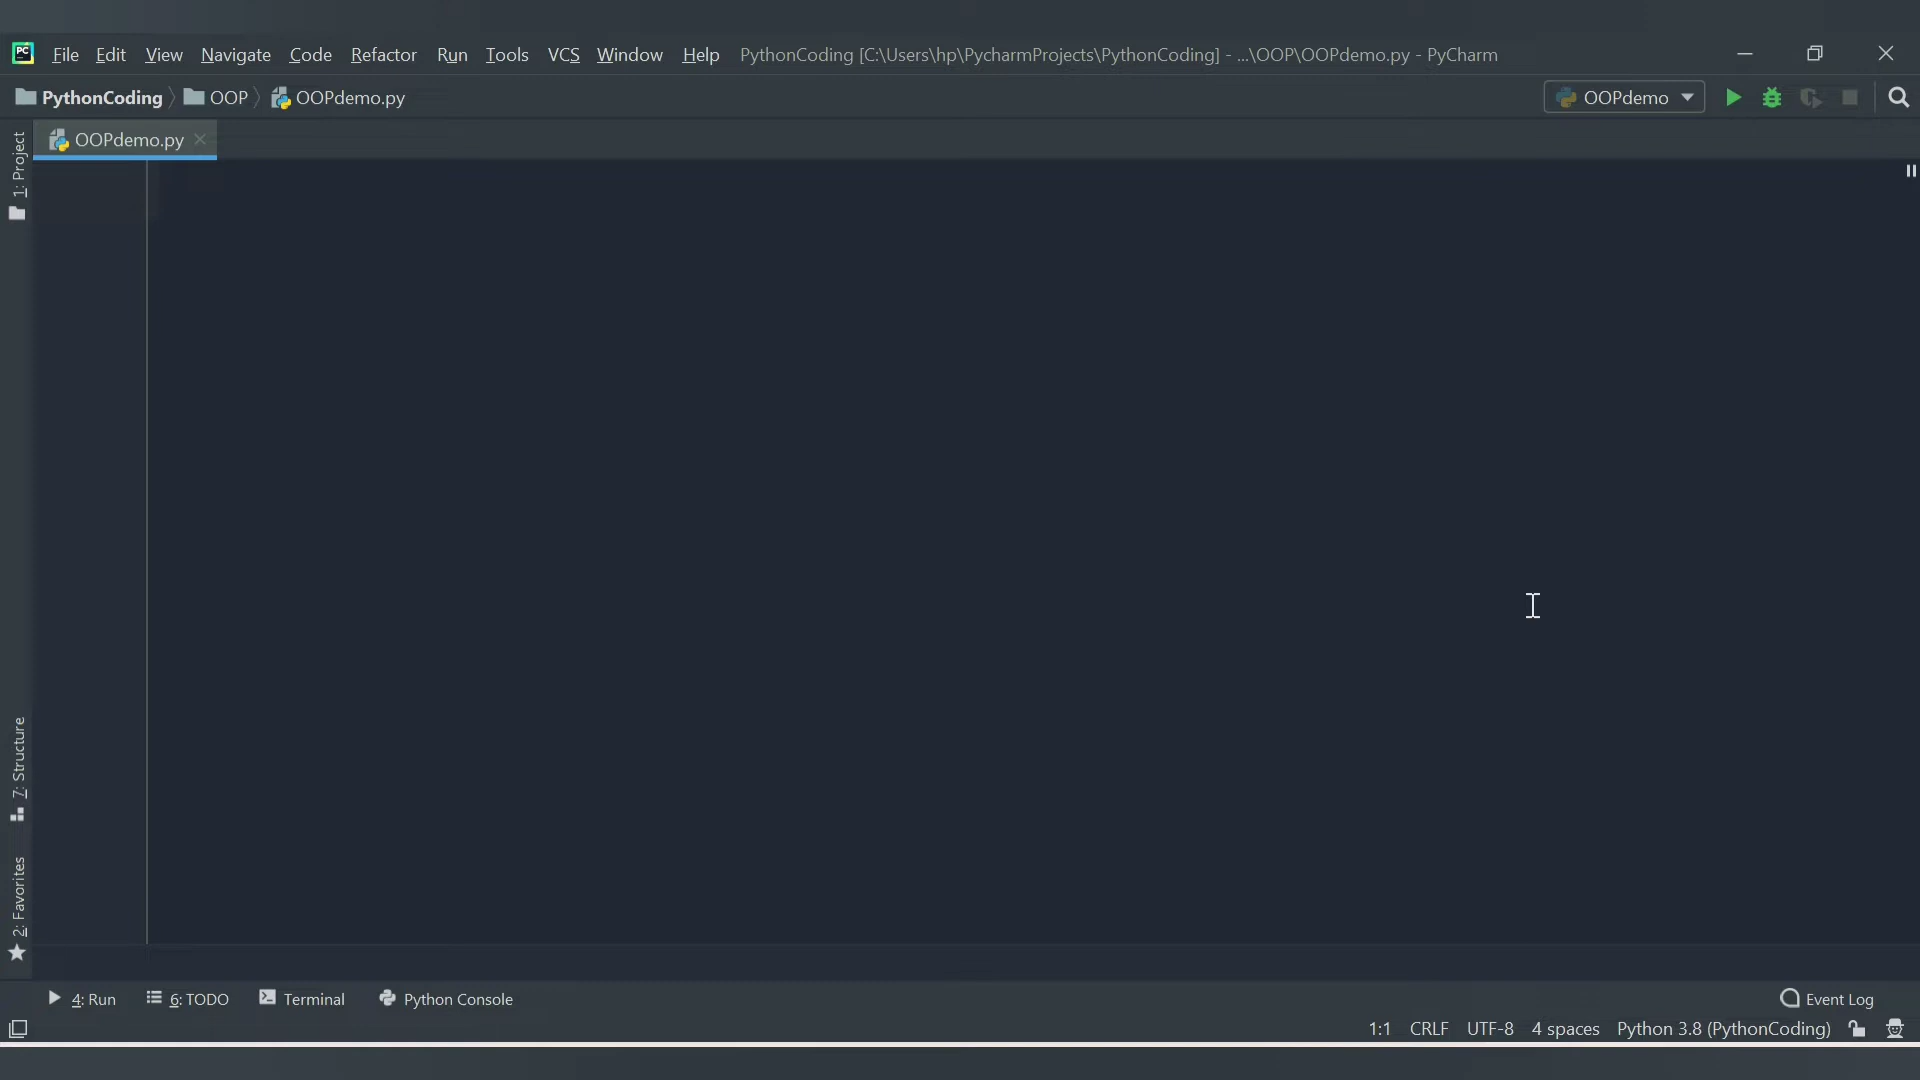 PC File Edit View Navigate Code Refactor Run Tools VCS Window Help PythonCoding [C:\Users\hp\PycharmProjects\PythonCoding] - ...\OOP\OOPdemo.py - PyCharm
PythonCoding OOP OOPdemo.py OOPdemo
OOPdemo.py
1: Project
7: Structure
2: Favorites
4: Run 6: TODO Terminal Python Console Event Log
1:1 CRLF UTF-8 4 spaces Python 3.8 (PythonCoding)